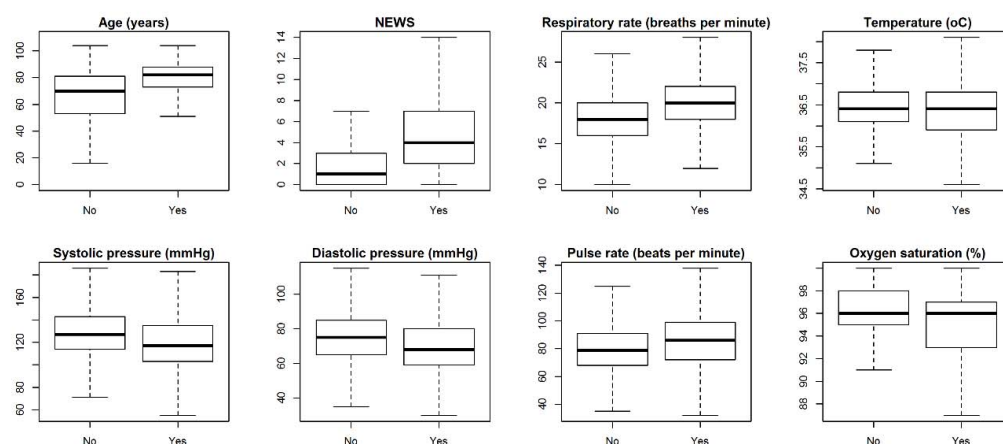 Age (years)
0 20 40 60 80 100
No Yes
NEWS
0 2 4 6 8 10 12 14
No Yes
Respiratory rate (breaths per minute)
10 15 20 25
No Yes
Temperature (oC)
34.5 35.5 36.5 37.5
No Yes
Systolic pressure (mmHg)
60 80 120 160
No Yes
Diastolic pressure (mmHg)
40 60 80 100
No Yes
Pulse rate (beats per minute)
40 60 80 100 120 140
No Yes
Oxygen saturation (%)
88 90 92 94 96 98
No Yes